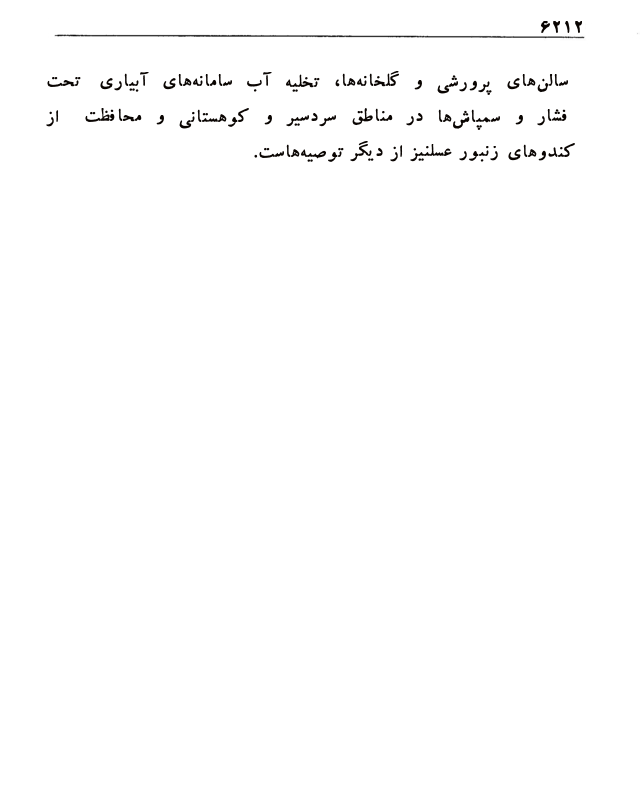 ۶۲۱۲
سالن‌های پرورشی و گلخانه‌ها، تخلیه آب سامانه‌های آبیاری تحت
فشار و سمپاش‌ها در مناطق سردسیر و کوهستانی و محافظت از
کندوهای زنبور عسلنیز از دیگر توصیه‌هاست.